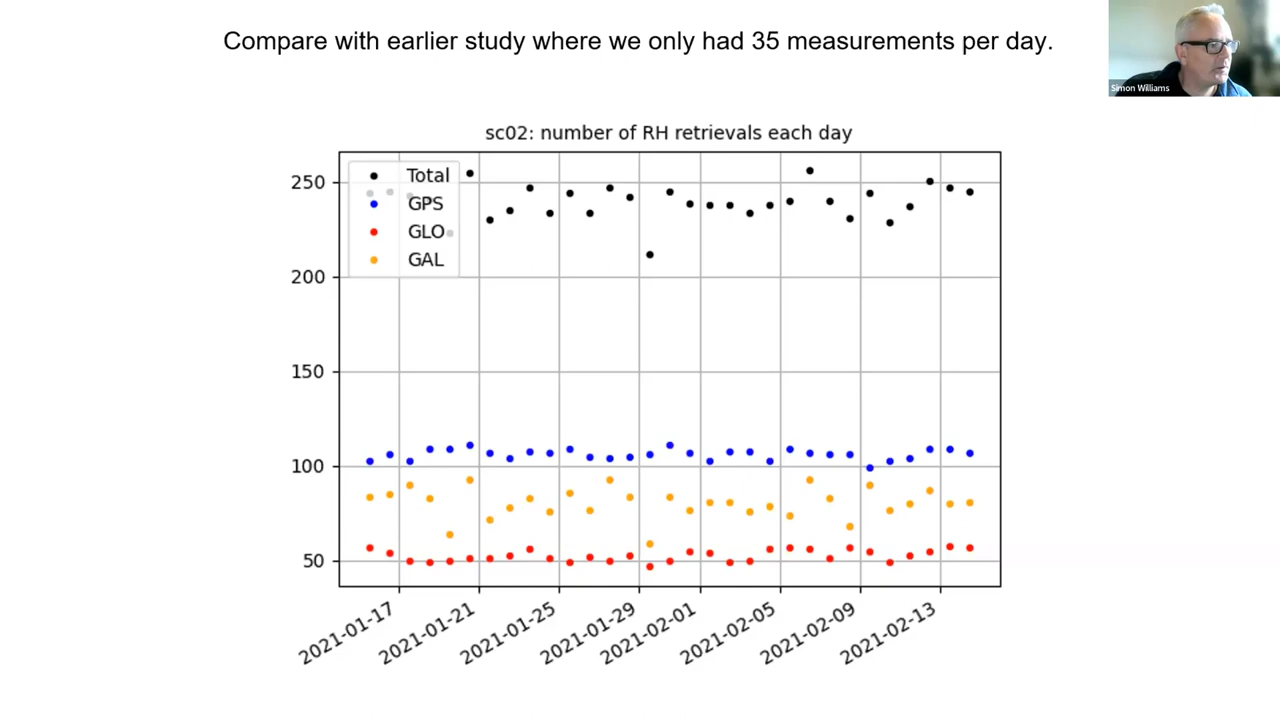 Compare with earlier study where we only had 35 measurements per day.
Simon Williams
sc02: number of RH retrievals each day
Total
GPS
GLO
GAL
250
200
150
100
50
2021-01-17
2021-01-21
2021-01-25
2021-01-29
2021-02-01
2021-02-05
2021-02-09
2021-02-13